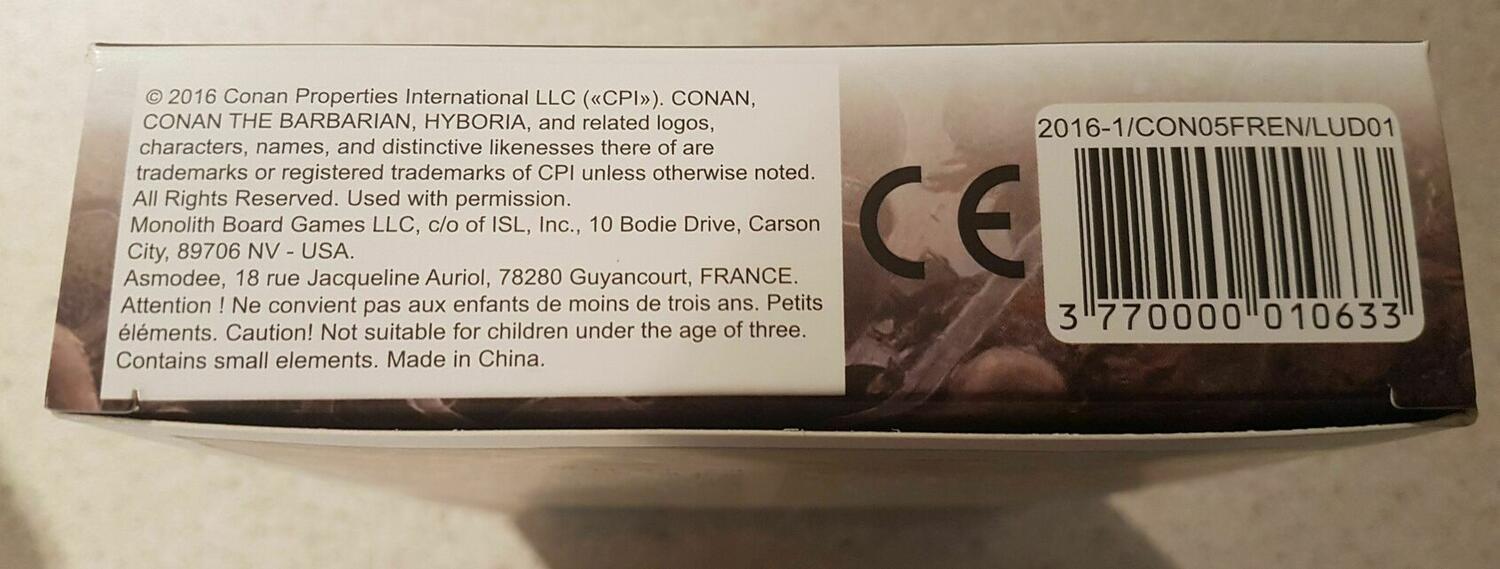 © 2016 Conan Properties International LLC («CPI»). CONAN,
CONAN THE BARBARIAN, HYBORIA, and related logos,
characters, names, and distinctive likenesses there of are
trademarks or registered trademarks of CPI unless otherwise noted.
All Rights Reserved. Used with permission.
Monolith Board Games LLC, c/o of ISL, Inc., 10 Bodie Drive, Carson
City, 89706 NV - USA.
Asmodee, 18 rue Jacqueline Auriol, 78280 Guyancourt, FRANCE.
Attention ! Ne convient pas aux enfants de moins de trois ans. Petits
éléments. Caution! Not suitable for children under the age of three.
Contains small elements. Made in China.
CE
2016-1/CON05FREN/LUD01
3 770000 010633